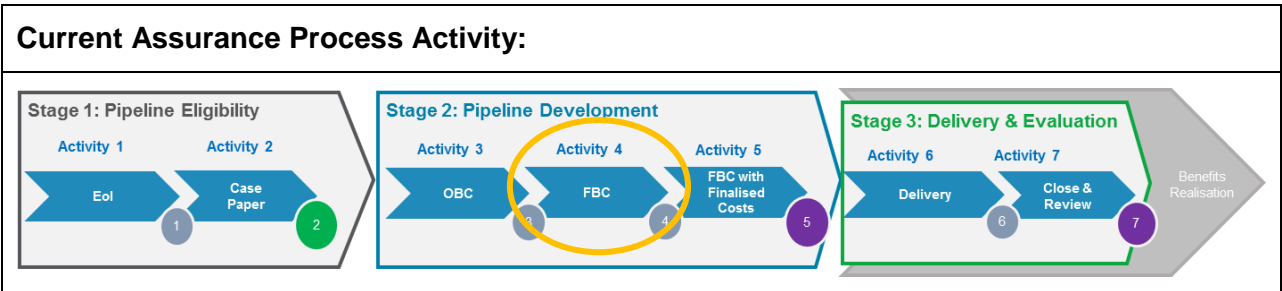 Current Assurance Process Activity:
Stage 1: Pipeline Eligibility
Activity 1
Activity 2
EoI
Case
Paper
1
2
Stage 2: Pipeline Development
Activity 3
Activity 4
Activity 5
OBC
FBC
FBC with
Finalised
Costs
3
4
5
Stage 3: Delivery & Evaluation
Activity 6
Activity 7
Delivery
Close &
Review
6
7
Benefits
Realisation